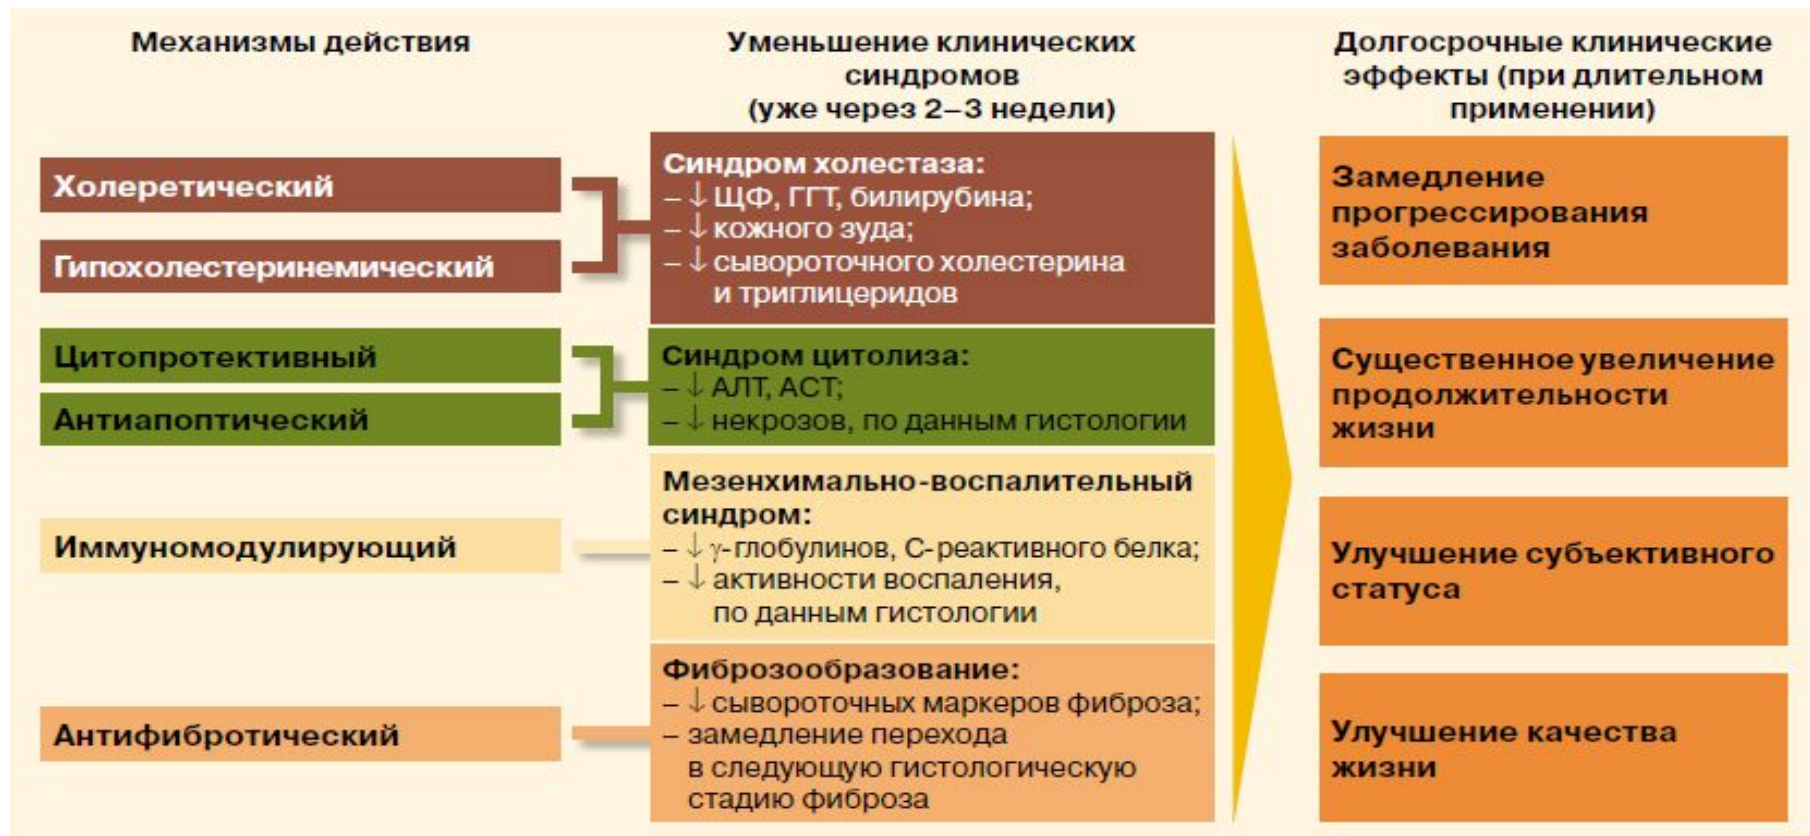 Механизмы действия
Уменьшение клинических
синдромов
(уже через 2–3 недели)
Долгосрочные клинические
эффекты (при длительном
применении)
Холеретический
Гипохолестеринемический
Синдром холестаза:
– ↓ ЩФ, ГГТ, билирубина;
– ↓ кожного зуда;
– ↓ сывороточного холестерина
и триглицеридов
Цитопротективный
Антиапоптический
Синдром цитолиза:
– ↓ АЛТ, АСТ;
– ↓ некрозов, по данным гистологии
Иммуномодулирующий
Мезенхимально-воспалительный
синдром:
– ↓ γ-глобулинов, С-реактивного белка;
– ↓ активности воспаления,
по данным гистологии
Антифибротический
Фиброзообразование:
– ↓ сывороточных маркеров фиброза;
– замедление перехода
в следующую гистологическую
стадию фиброза
Замедление
прогрессирования
заболевания
Существенное увеличение
продолжительности
жизни
Улучшение субъективного
статуса
Улучшение качества
жизни